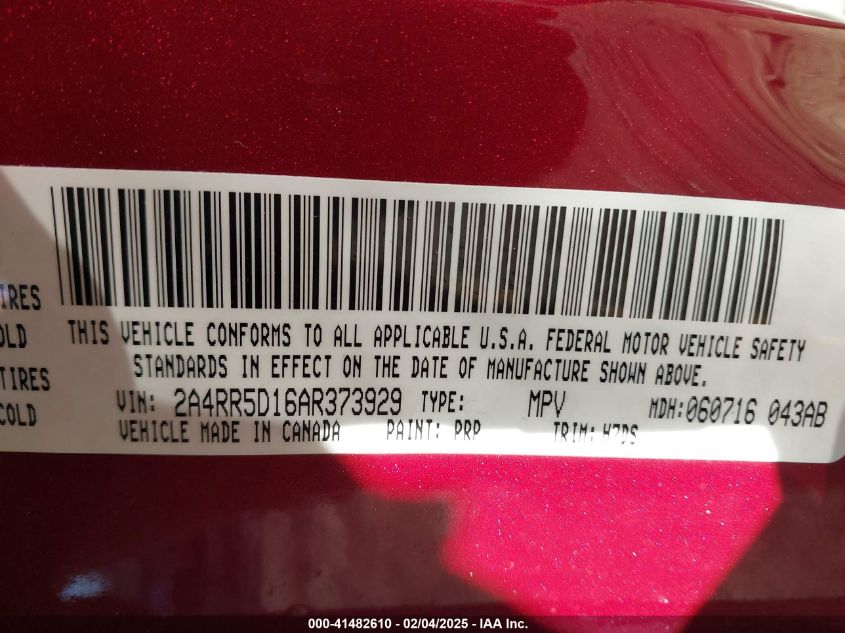 IRES
OLD
TIRES
COLD
THIS VEHICLE CONFORMS TO ALL APPLICABLE U.S.A. FEDERAL MOTOR VEHICLE SAFETY
STANDARDS IN EFFECT ON THE DATE OF MANUFACTURE SHOWN ABOVE.
VIN: 2A4RR5D16AR373929 TYPE: MPV MDH:060716 043AB
VEHICLE MADE IN CANADA PAINT: PRP TRIM: H7DS
000-41482610 - 02/04/2025 - IAA Inc.